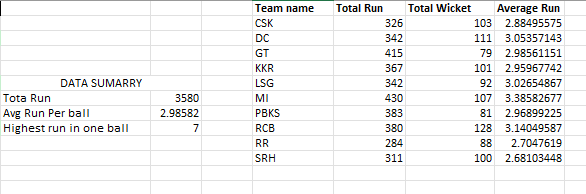 Team name Total Run Total Wicket Average Run
CSK 326 103 2.88495575
DC 342 111 3.05357143
GT 415 79 2.98561151
KKR 367 101 2.95967742
DATA SUMARRY LSG 342 92 3.02654867
Tota Run 3580 MI 430 107 3.38582677
Avg Run Per ball 2.98582 PBKS 383 81 2.96899225
Highest run in one ball 7 RCB 380 128 3.14049587
RR 284 88 2.7047619
SRH 311 100 2.68103448